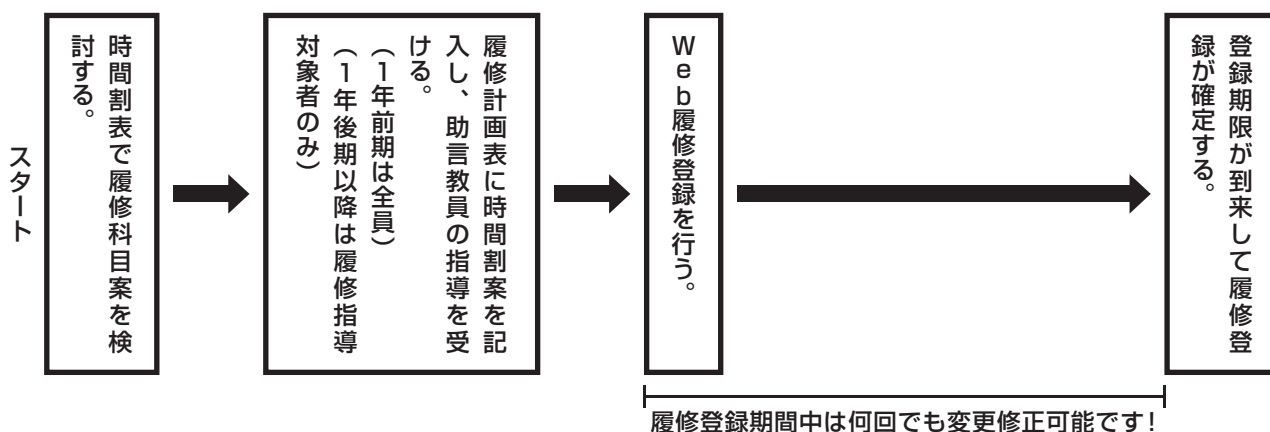 スタート
時間割表で履修科目案を検
討する。
履修計画表に時間割案を記
入し、助言教員の指導を受
ける。
（1年前期は全員）
（1年後期以降は履修指導
対象者のみ）
Web履修登録を行う。
登録期限が到来して履修登
録が確定する。
履修登録期間中は何回でも変更修正可能です!